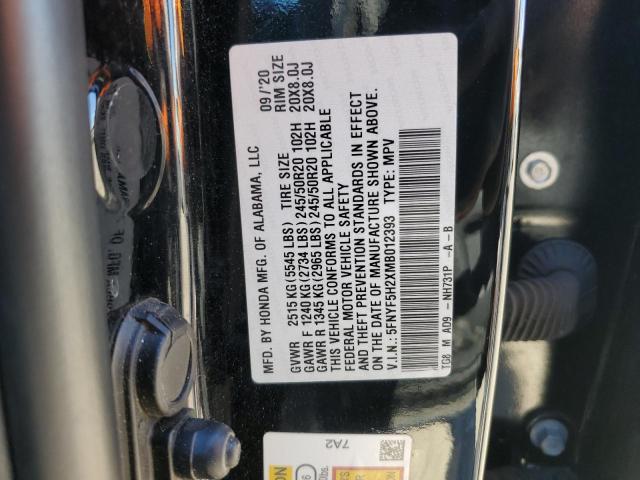 MFD. BY HONDA MFG. OF ALABAMA, LLC 09/'20
TIRE SIZE RIM SIZE
GVWR 2515 KG(5545 LBS)
GAWR F 1240 KG(2734 LBS) 245/50R20 102H 20X8.0J
GAWR R 1345 KG(2965 LBS) 245/50R20 102H 20X8.0J
THIS VEHICLE CONFORMS TO ALL APPLICABLE
FEDERAL MOTOR VEHICLE SAFETY
AND THEFT PREVENTION STANDARDS IN EFFECT
ON THE DATE OF MANUFACTURE SHOWN ABOVE.
V.I.N.: 5FNYF5H2XMB012393 TYPE: MPV
TG8 M A09 -NH731P -A -B
7A2